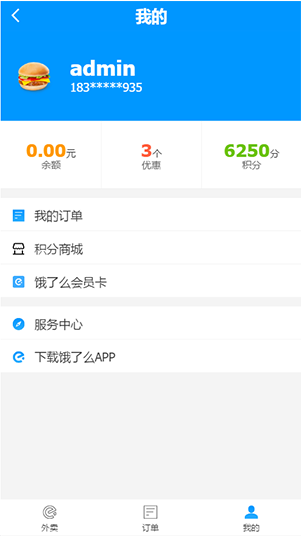 我的
admin
183*****935
0.00元
余额
3个
优惠
6250分
积分
我的订单
积分商城
饿了么会员卡
服务中心
下载饿了么APP
外卖
订单
我的